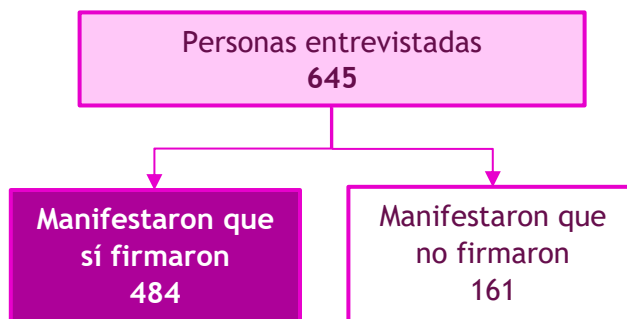 Personas entrevistadas
645
Manifestaron que
sí firmaron
484
Manifestaron que
no firmaron
161